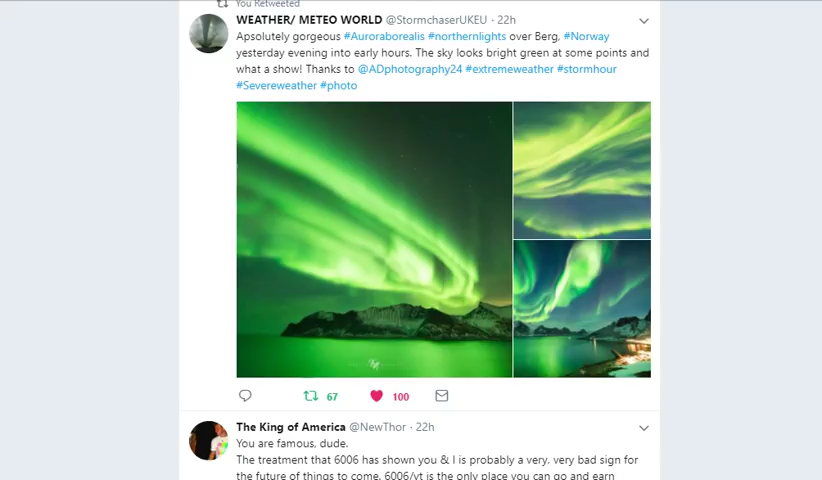 You Retweeted
WEATHER/ METEO WORLD @StormchaserUKEU · 22h
Apsolutely gorgeous #Auroraborealis #northernlights over Berg, #Norway
yesterday evening into early hours. The sky looks bright green at some points and
what a show! Thanks to @ADphotography24 #extremeweather #stormhour
#Severeweather #photo
67 100
The King of America @NewThor · 22h
You are famous, dude.
The treatment that 6006 has shown you & I is probably a very, very bad sign for
the future of things to come. 6006/yt is the only place you can go and earn